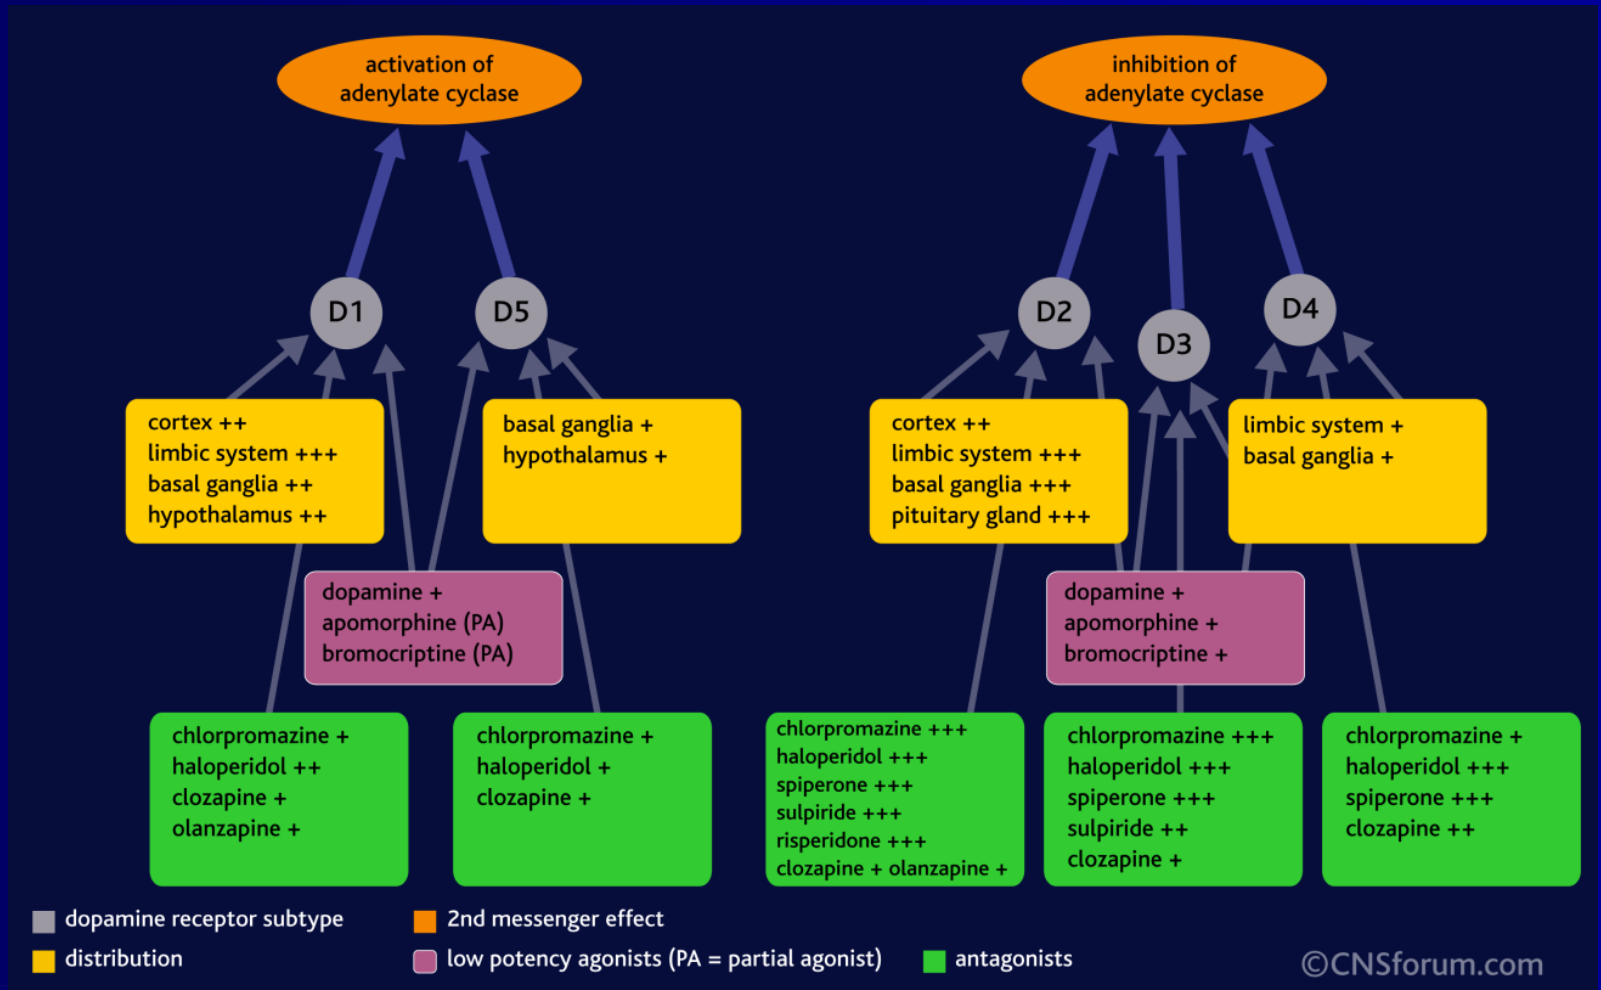 activation of
adenylate cyclase
inhibition of
adenylate cyclase
D1
D5
D2
D3
D4
cortex ++
limbic system +++
basal ganglia ++
hypothalamus ++
basal ganglia +
hypothalamus +
cortex ++
limbic system +++
basal ganglia +++
pituitary gland +++
limbic system +
basal ganglia +
dopamine +
apomorphine (PA)
bromocriptine (PA)
dopamine +
apomorphine +
bromocriptine +
chlorpromazine +
haloperidol ++
clozapine +
olanzapine +
chlorpromazine +
haloperidol +
clozapine +
chlorpromazine +++
haloperidol +++
spiperone +++
sulpiride +++
risperidone +++
clozapine + olanzapine +
chlorpromazine +++
haloperidol +++
spiperone +++
sulpiride ++
clozapine +
chlorpromazine +
haloperidol +++
spiperone +++
clozapine ++
dopamine receptor subtype
2nd messenger effect
distribution
low potency agonists (PA = partial agonist)
antagonists
©CNSforum.com